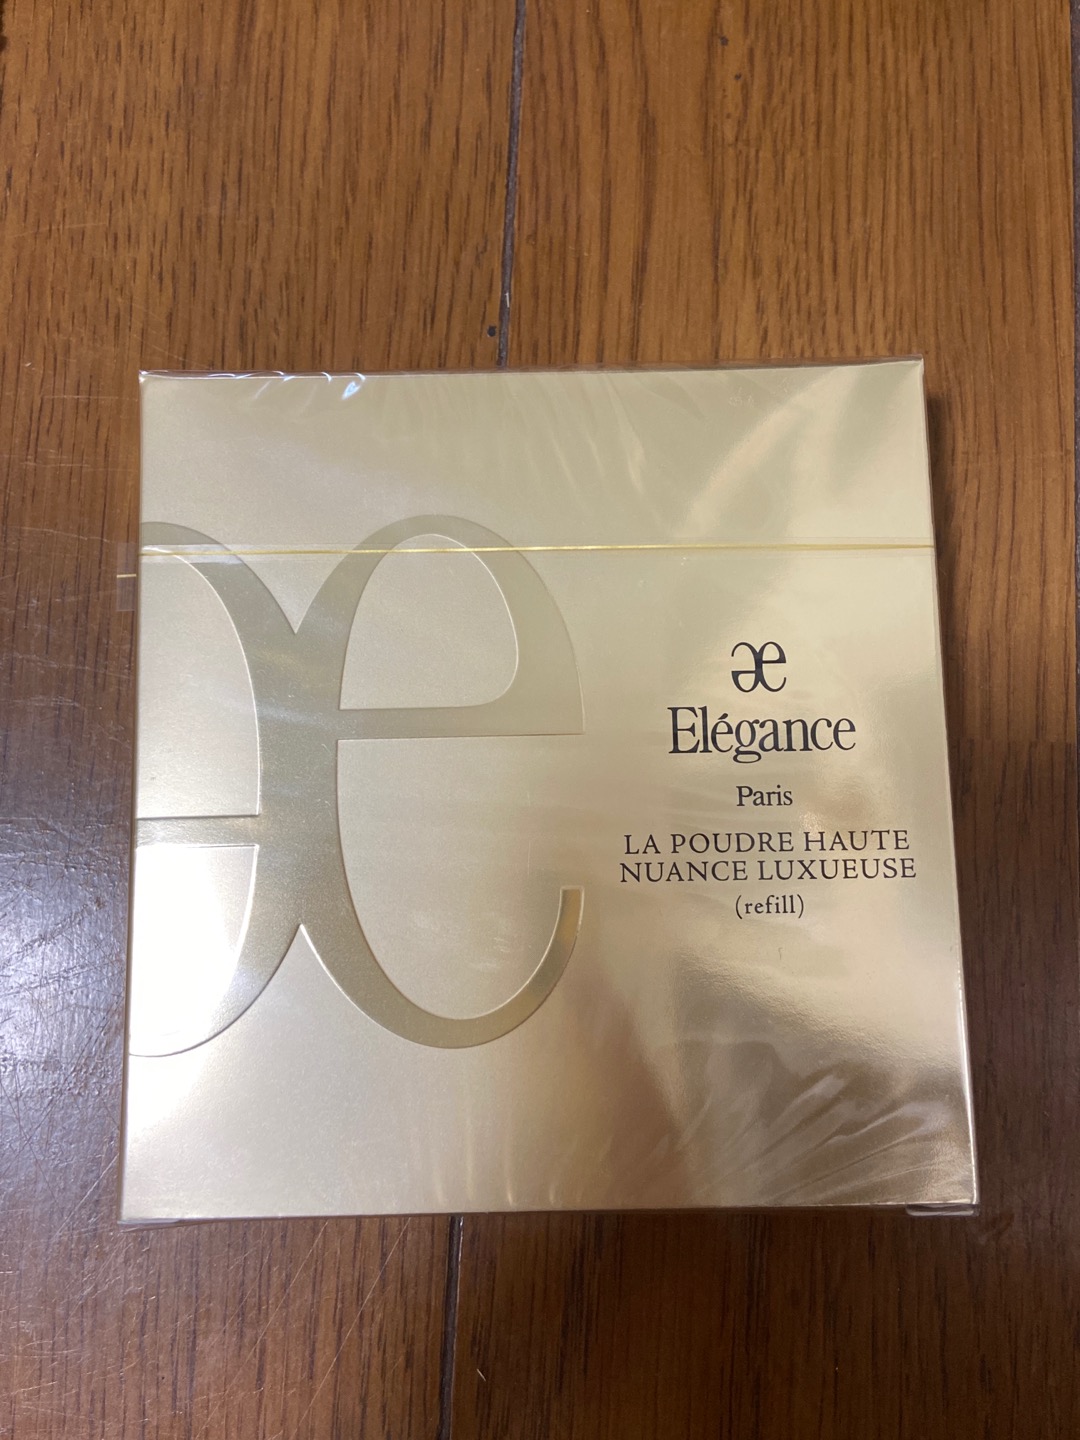 æ
Elégance
Paris
LA POUDRE HAUTE
NUANCE LUXUEUSE
(refill)